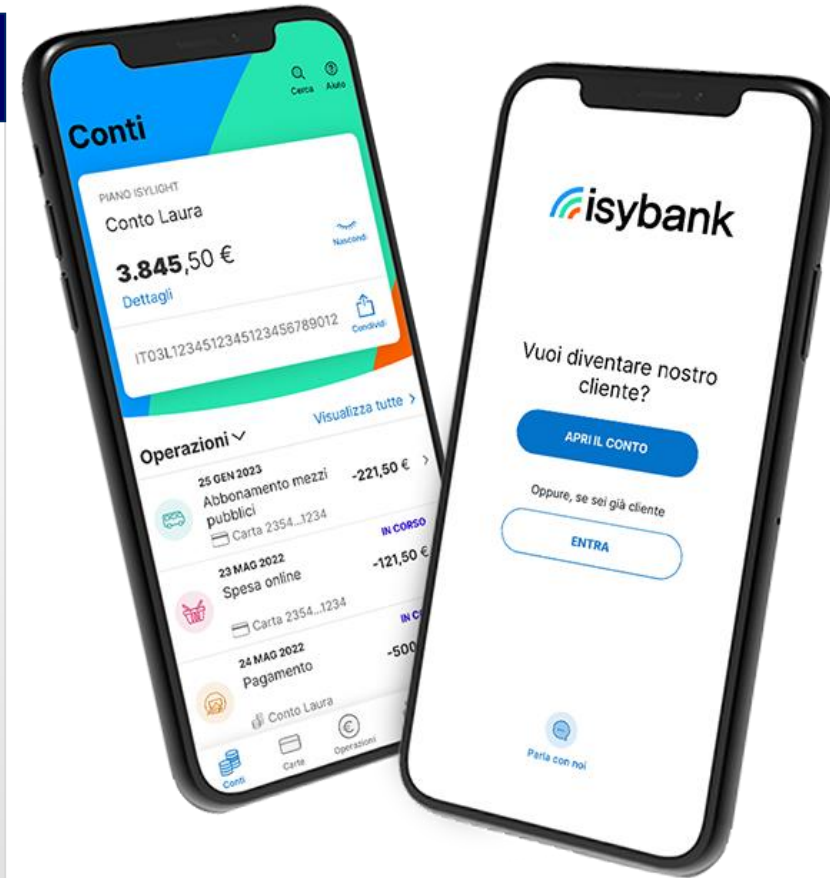 Cerca
Aiuto
Conti
PIANO ISYLIGHT
Conto Laura
3.845,50 €
Nascondi
Dettagli
IT03L1234512345123456789012
Condividi
Operazioni
Visualizza tutte >
25 GEN 2023
Abbonamento mezzi
pubblici
-221,50 € >
Carta 2354...1234
IN CORSO
23 MAG 2022
Spesa online
-121,50 €
Carta 2354...1234
IN
24 MAG 2022
Pagamento
-500
Conto Laura
Conti
Carte
Operazioni
isybank
Vuoi diventare nostro
cliente?
APRI IL CONTO
Oppure, se sei già cliente
ENTRA
Parla con noi